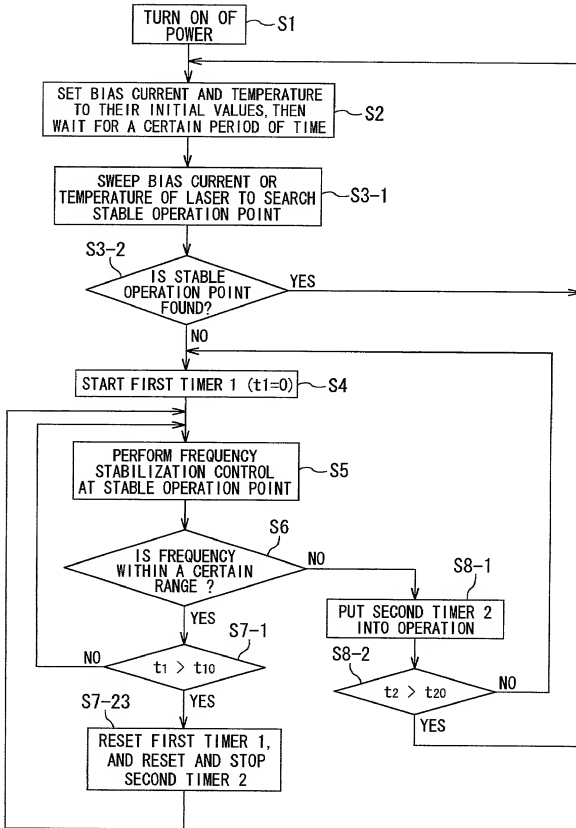 TURN ON OF
POWER
S1
SET BIAS CURRENT AND TEMPERATURE
TO THEIR INITIAL VALUES, THEN
WAIT FOR A CERTAIN PERIOD OF TIME
S2
SWEEP BIAS CURRENT OR
TEMPERATURE OF LASER TO SEARCH
STABLE OPERATION POINT
S3-1
S3-2
IS STABLE
OPERATION POINT
FOUND?
YES
NO
START FIRST TIMER 1 (t1=0)
S4
PERFORM FREQUENCY
STABILIZATION CONTROL
AT STABLE OPERATION POINT
S5
S6
IS FREQUENCY
WITHIN A CERTAIN
RANGE ?
NO
YES
S8-1
PUT SECOND TIMER 2
INTO OPERATION
S7-1
NO
t1 > t10
YES
S8-2
t2 > t20
NO
YES
S7-23
RESET FIRST TIMER 1,
AND RESET AND STOP
SECOND TIMER 2